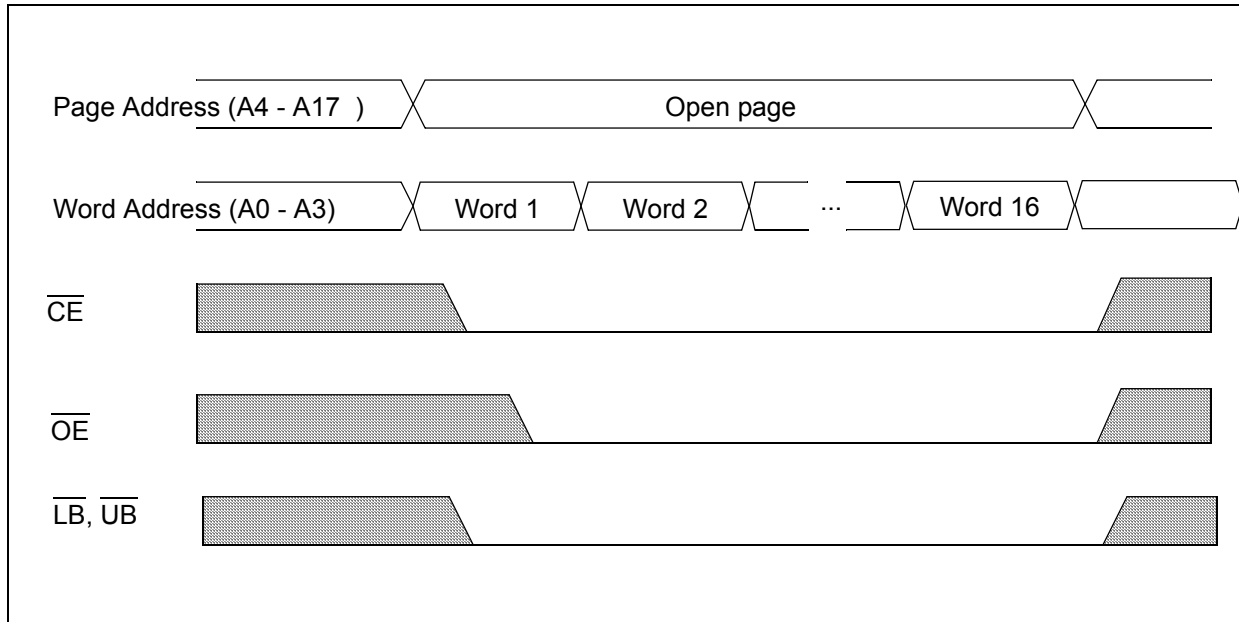 Page Address (A4 - A17 ) Open page
Word Address (A0 - A3) Word 1 Word 2 ... Word 16
CE
OE
LB, UB